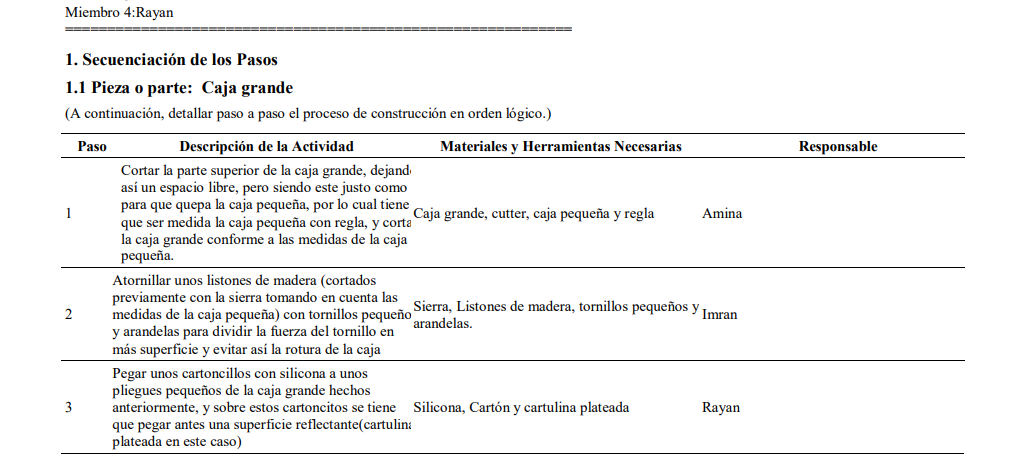 Miembro 4:Rayan
============================================================
1. Secuenciación de los Pasos
1.1 Pieza o parte: Caja grande
(A continuación, detallar paso a paso el proceso de construcción en orden lógico.)
Paso Descripción de la Actividad Materiales y Herramientas Necesarias Responsable
1
Cortar la parte superior de la caja grande, dejand
así un espacio libre, pero siendo este justo como
para que quepa la caja pequeña, por lo cual tiene
que ser medida la caja pequeña con regla, y corta
la caja grande conforme a las medidas de la caja
pequeña.
Caja grande, cutter, caja pequeña y regla
Amina
2
Atornillar unos listones de madera (cortados
previamente con la sierra tomando en cuenta las
medidas de la caja pequeña) con tornillos pequeño
y arandelas para dividir la fuerza del tornillo en
más superficie y evitar así la rotura de la caja
Sierra, Listones de madera, tornillos pequeños y
arandelas.
Imran
3
Pegar unos cartoncillos con silicona a unos
pliegues pequeños de la caja grande hechos
anteriormente, y sobre estos cartoncitos se tiene
que pegar antes una superficie reflectante(cartulina
plateada en este caso)
Silicona, Cartón y cartulina plateada
Rayan